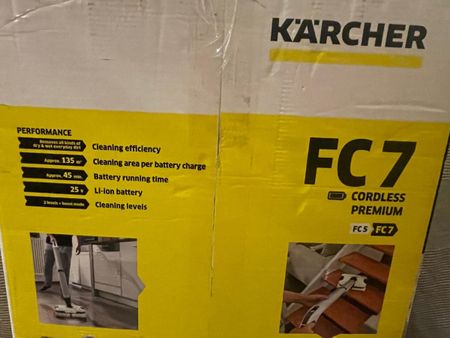 KÄRCHER
PERFORMANCE
Removes all kinds of
dry & wet everyday dirt
Cleaning efficiency
Approx. 135 m²
Cleaning area per battery charge
Approx. 45 min.
Battery running time
25 V
Li-ion battery
2 levels + boost mode
Cleaning levels
FC 7
CORDLESS
PREMIUM
FC 5 FC 7